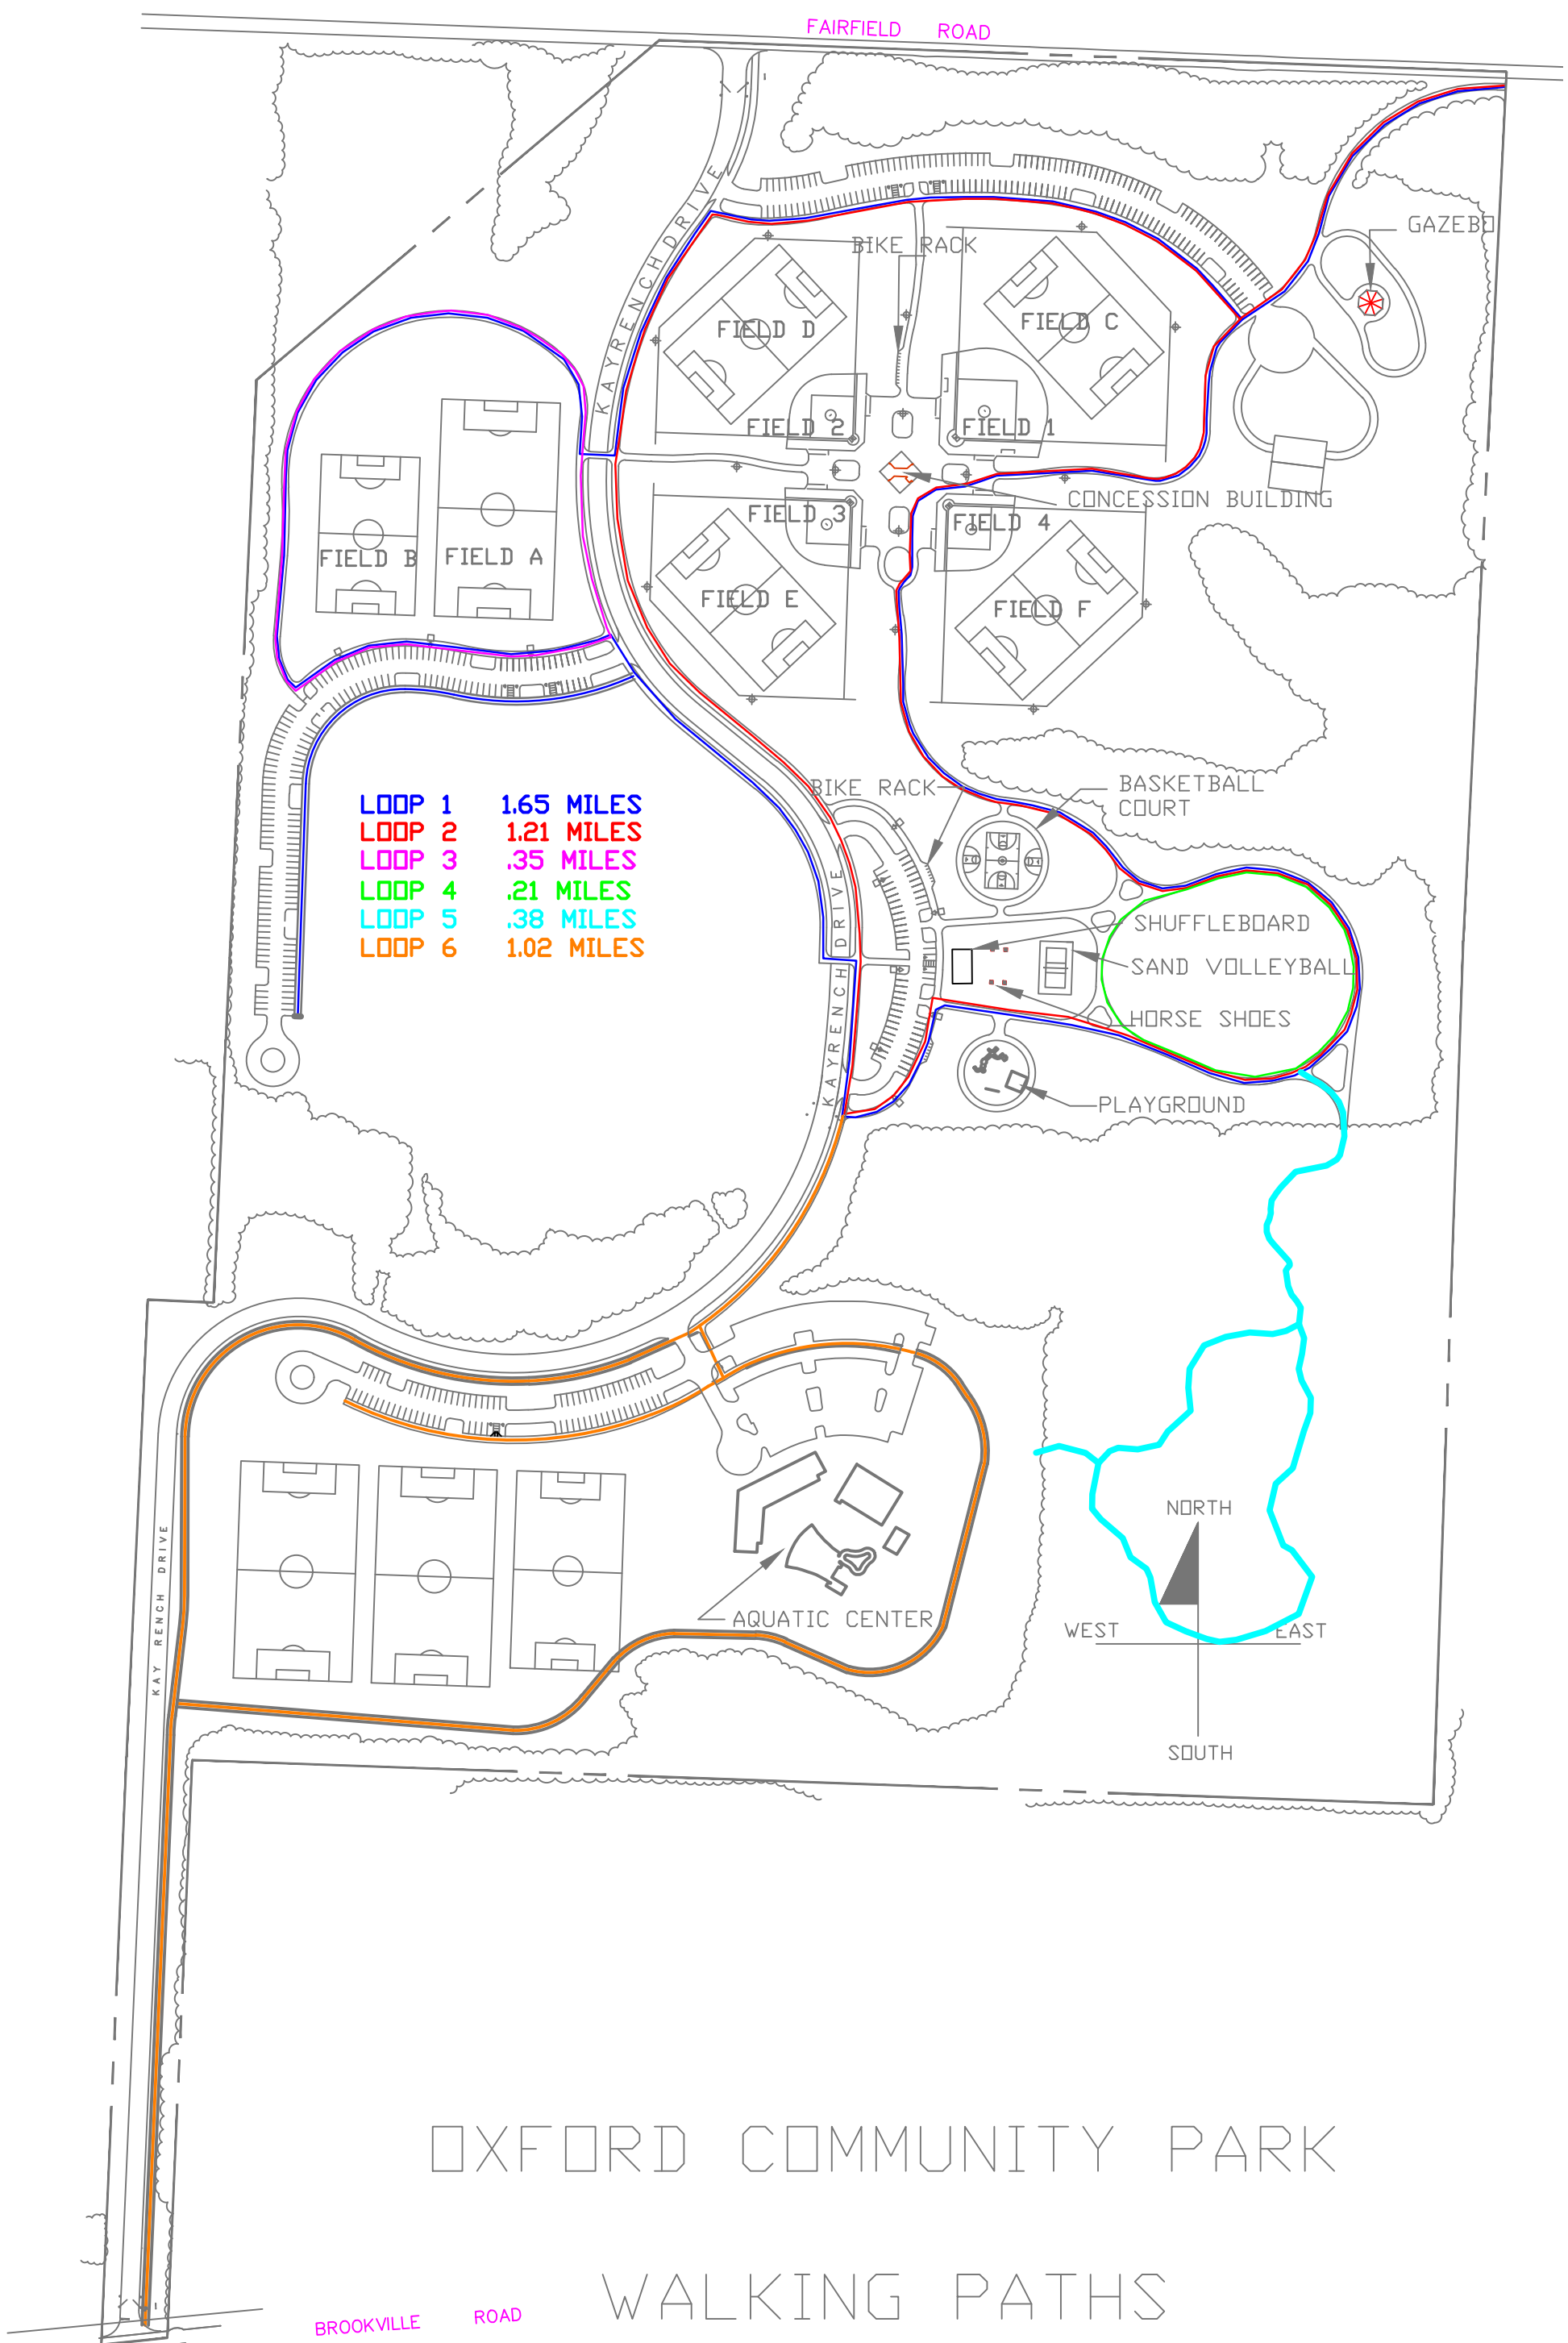 FAIRFIELD ROAD
GAZEBO
KAYRENCH DRIVE
BIKE RACK
FIELD D
FIELD C
FIELD 2
FIELD 1
CONCESSION BUILDING
FIELD 3
FIELD 4
FIELD B
FIELD A
FIELD E
FIELD F
BIKE RACK
BASKETBALL
COURT
LOOP 1 1.65 MILES
LOOP 2 1.21 MILES
LOOP 3 .35 MILES
LOOP 4 .21 MILES
LOOP 5 .38 MILES
LOOP 6 1.02 MILES
KAYRENCH DRIVE
SHUFFLEBOARD
SAND VOLLEYBALL
HORSE SHOES
PLAYGROUND
NORTH
WEST
EAST
SOUTH
AQUATIC CENTER
KAY RENCH DRIVE
OXFORD COMMUNITY PARK
WALKING PATHS
BROOKVILLE ROAD